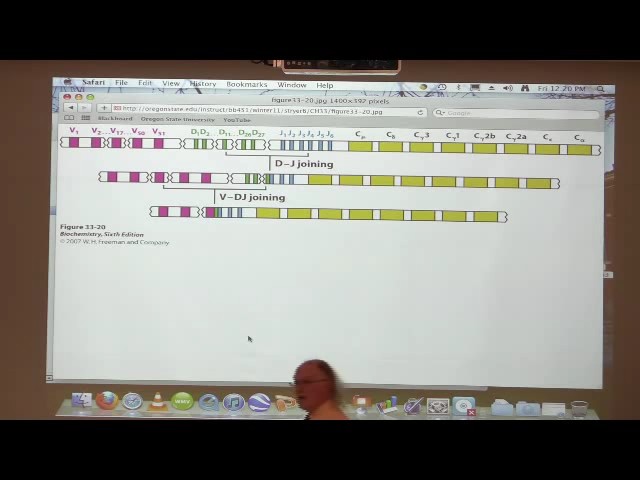 Safari File Edit View History Bookmarks Window Help
Fri 12:20 PM
figure33-20.jpg 1400×392 pixels
http://oregonstate.edu/instruct/bb451/winter11/stryer6/CH33/figure33-20.jpg
Google
Blackboard Oregon State University YouTube
V1 V2...V17... V50 V51 D1D2... D11... D26 D27 J1 J2 J3 J4 J5 J6 Cμ Cδ Cγ3 Cγ1 Cγ2b Cγ2a Cε Cα
D–J joining
V–DJ joining
Figure 33-20
Biochemistry, Sixth Edition
© 2007 W. H. Freeman and Company
WMV